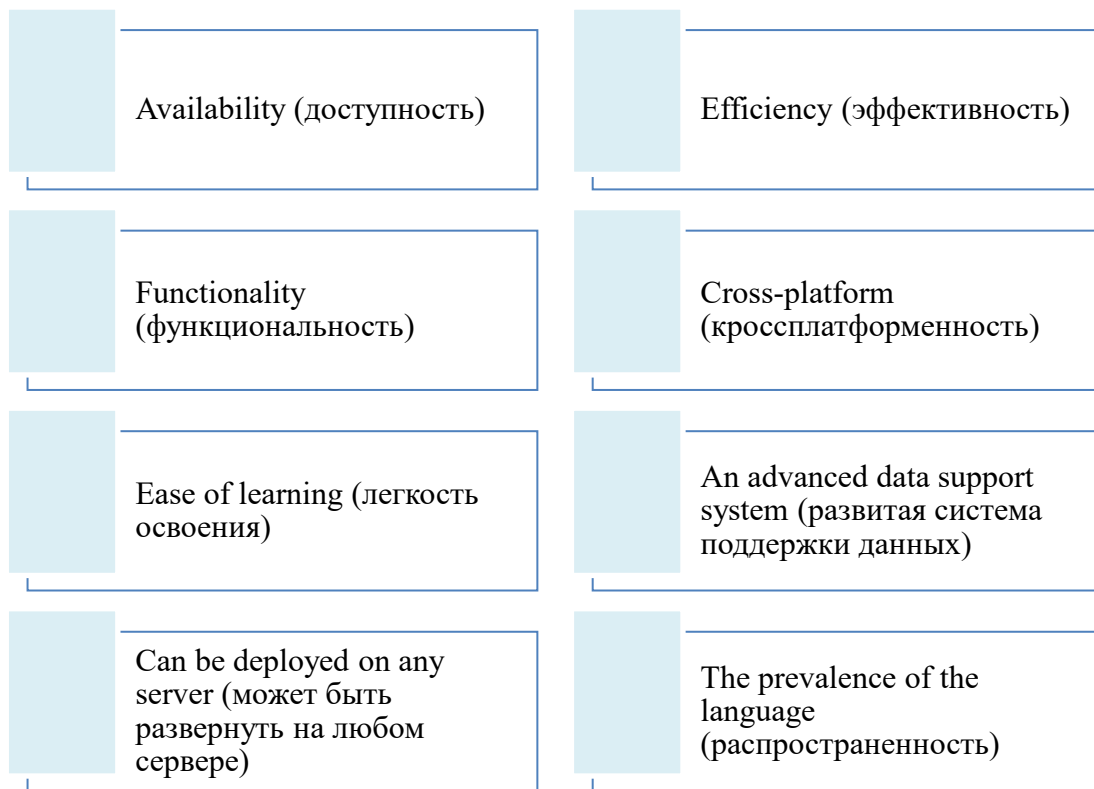 Availability (доступность)
Efficiency (эффективность)
Functionality
(функциональность)
Cross-platform
(кроссплатформенность)
Ease of learning (легкость
освоения)
An advanced data support
system (развитая система
поддержки данных)
Can be deployed on any
server (может быть
развернуть на любом
сервере)
The prevalence of the
language
(распространенность)